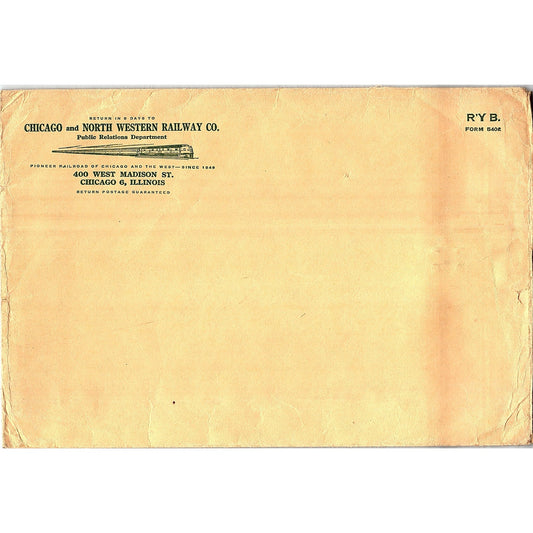 RETURN IN 5 DAYS TO
CHICAGO and NORTH WESTERN RAILWAY CO.
Public Relations Department
PIONEER RAILROAD OF CHICAGO AND THE WEST—SINCE 1848
400 WEST MADISON ST.
CHICAGO 6, ILLINOIS
RETURN POSTAGE GUARANTEED
R'Y B.
FORM 5406